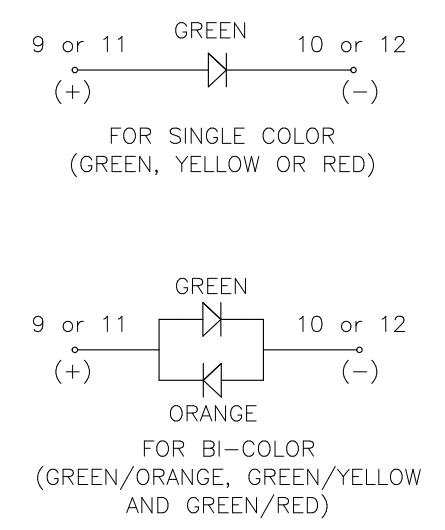 GREEN
9 or 11
10 or 12
(+)
(−)
FOR SINGLE COLOR
(GREEN, YELLOW OR RED)
GREEN
9 or 11
10 or 12
(+)
(−)
ORANGE
FOR BI−COLOR
(GREEN/ORANGE, GREEN/YELLOW
AND GREEN/RED)